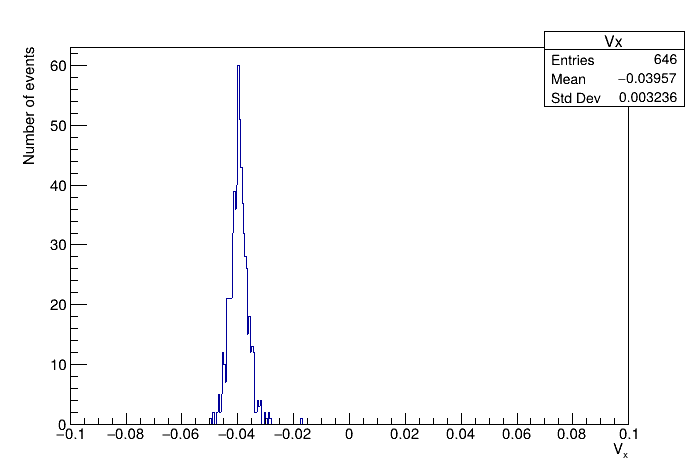 Vx
Entries 646
Mean −0.03957
Std Dev 0.003236
Number of events
60
50
40
30
20
10
0
−0.1 −0.08 −0.06 −0.04 −0.02 0 0.02 0.04 0.06 0.08 0.1
Vx